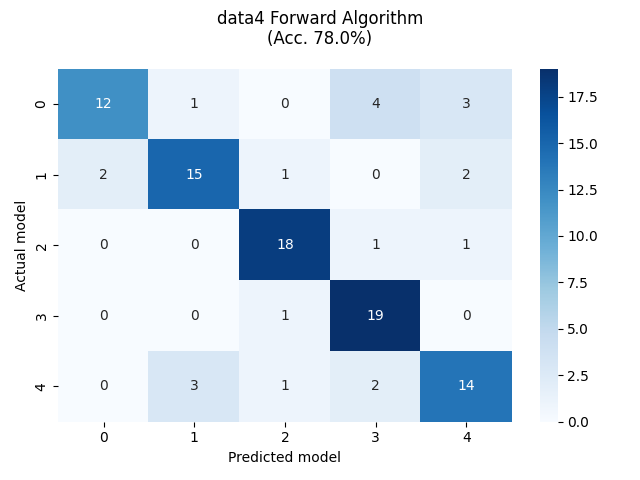 data4 Forward Algorithm
(Acc. 78.0%)
0 12 1 0 4 3
1 2 15 1 0 2
2 0 0 18 1 1
3 0 0 1 19 0
4 0 3 1 2 14
0 1 2 3 4
Actual model
Predicted model
17.5
15.0
12.5
10.0
7.5
5.0
2.5
0.0